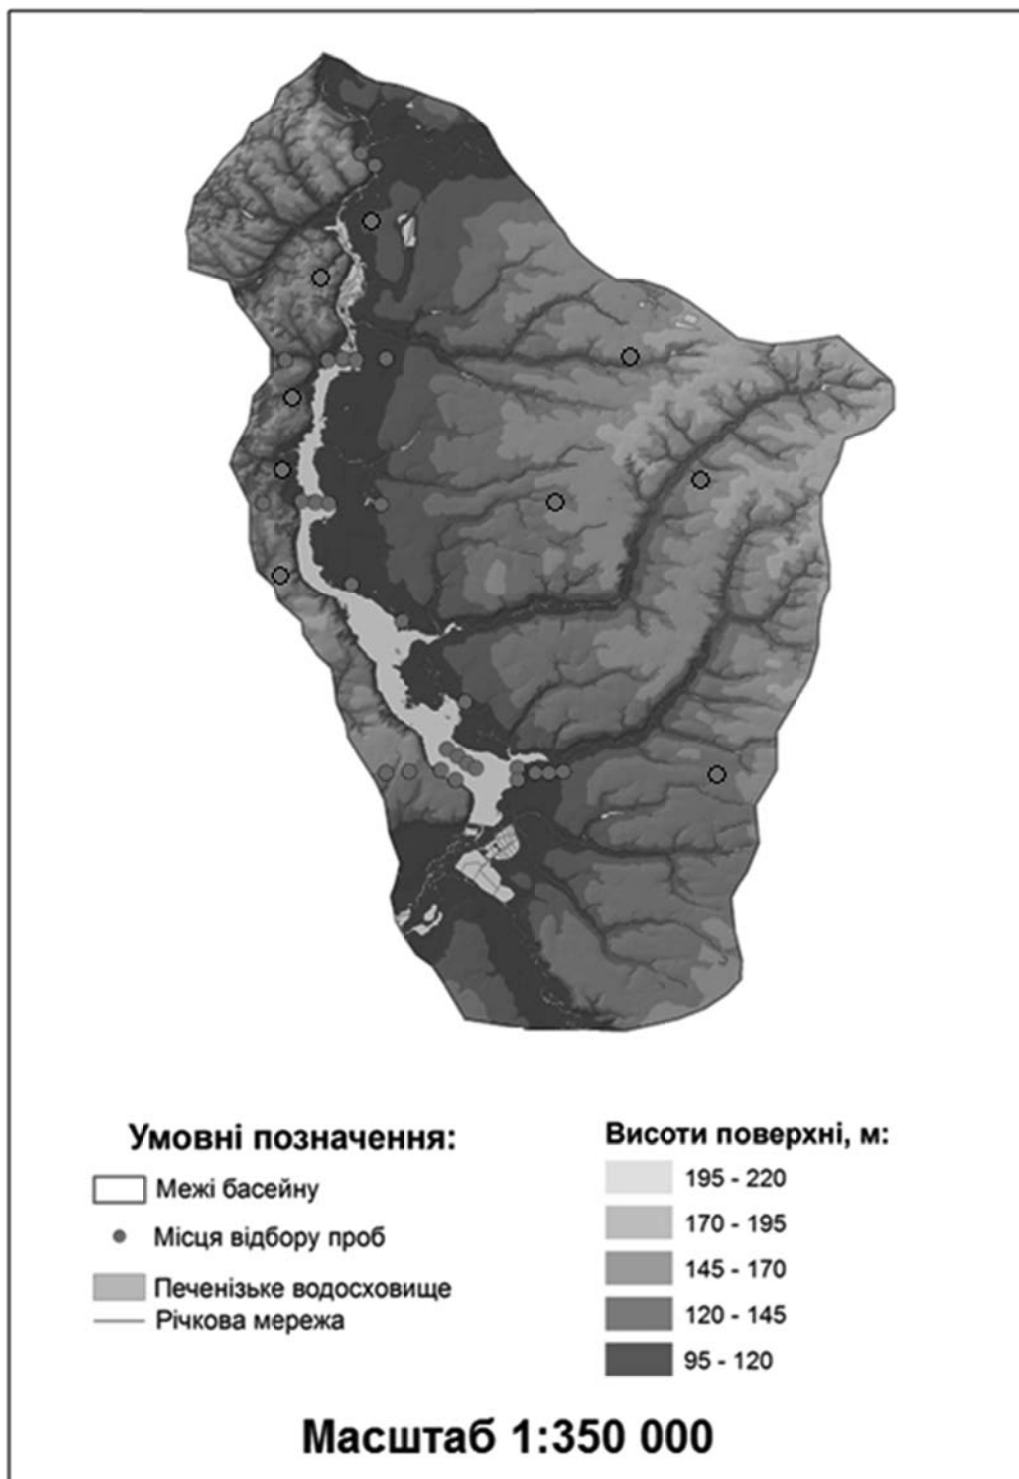 Умовні позначення:
Межі басейну
Місця відбору проб
Печенізьке водосховище
Річкова мережа
Висоти поверхні, м:
195 - 220
170 - 195
145 - 170
120 - 145
95 - 120
Масштаб 1:350 000